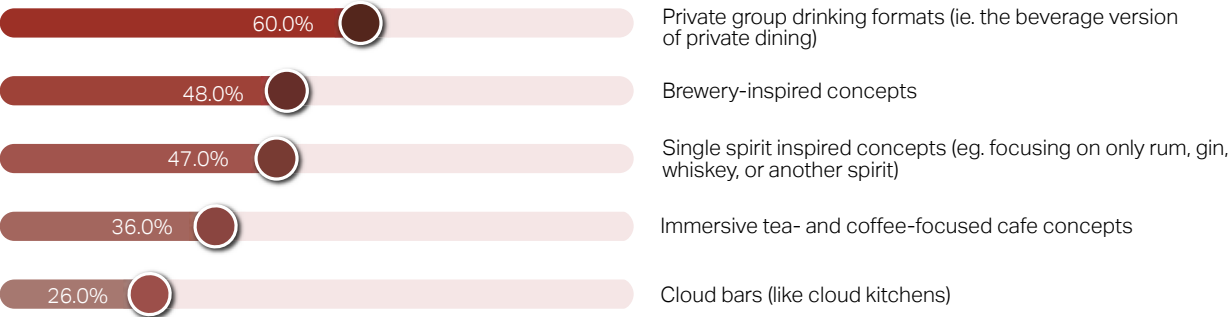 60.0%
Private group drinking formats (ie. the beverage version
of private dining)
48.0%
Brewery-inspired concepts
47.0%
Single spirit inspired concepts (eg. focusing on only rum, gin,
whiskey, or another spirit)
36.0%
Immersive tea- and coffee-focused cafe concepts
26.0%
Cloud bars (like cloud kitchens)